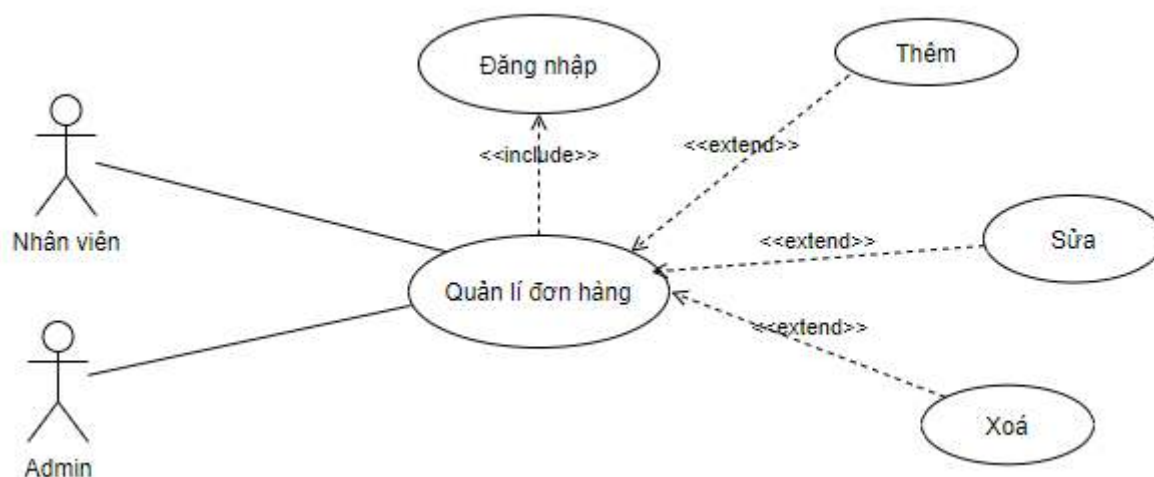 Đăng nhập
Thêm
<<include>>
<<extend>>
Nhân viên
<<extend>>
Sửa
Quản lí đơn hàng
<<extend>>
Xoá
Admin